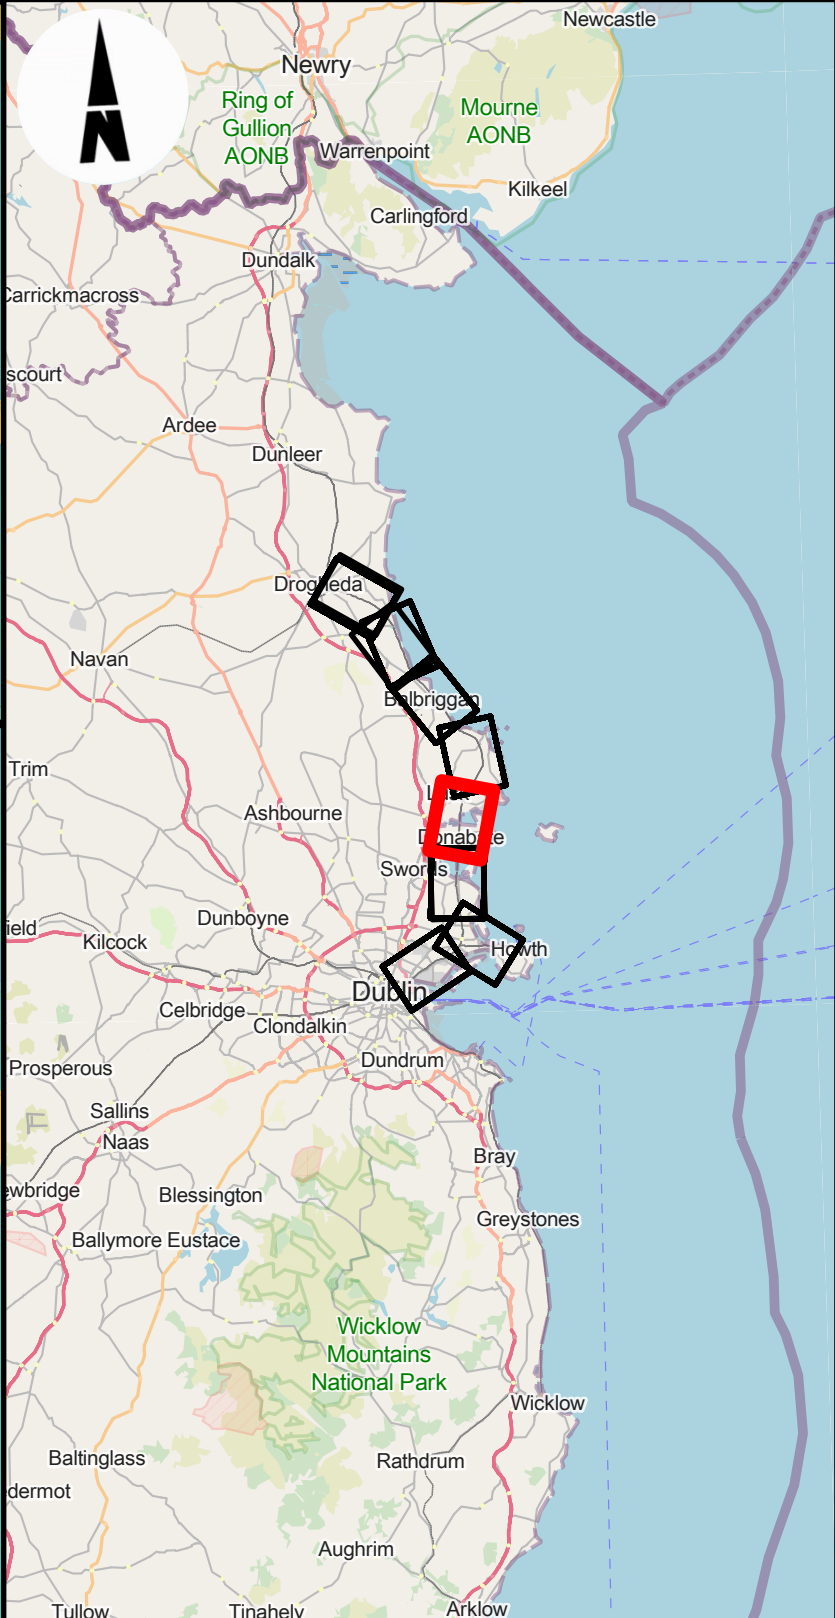 Newcastle
Newry
Ring of
Gullion
AONB
Mourne
AONB
N
Warrenpoint
Kilkeel
Carlingford
Dundalk
Carrickmacross
scourt
Ardee
Dunleer
Drogheda
Navan
Balbriggan
Trim
Ashbourne
Donabate
Swords
Dunboyne
ield
Kilcock
Howth
Dublin
Celbridge
Clondalkin
Dundrum
Prosperous
Sallins
Naas
Bray
ewbridge
Blessington
Greystones
Ballymore Eustace
Wicklow
Mountains
National Park
Wicklow
Baltinglass
Rathdrum
dermot
Aughrim
Tullow
Tinahely
Arklow